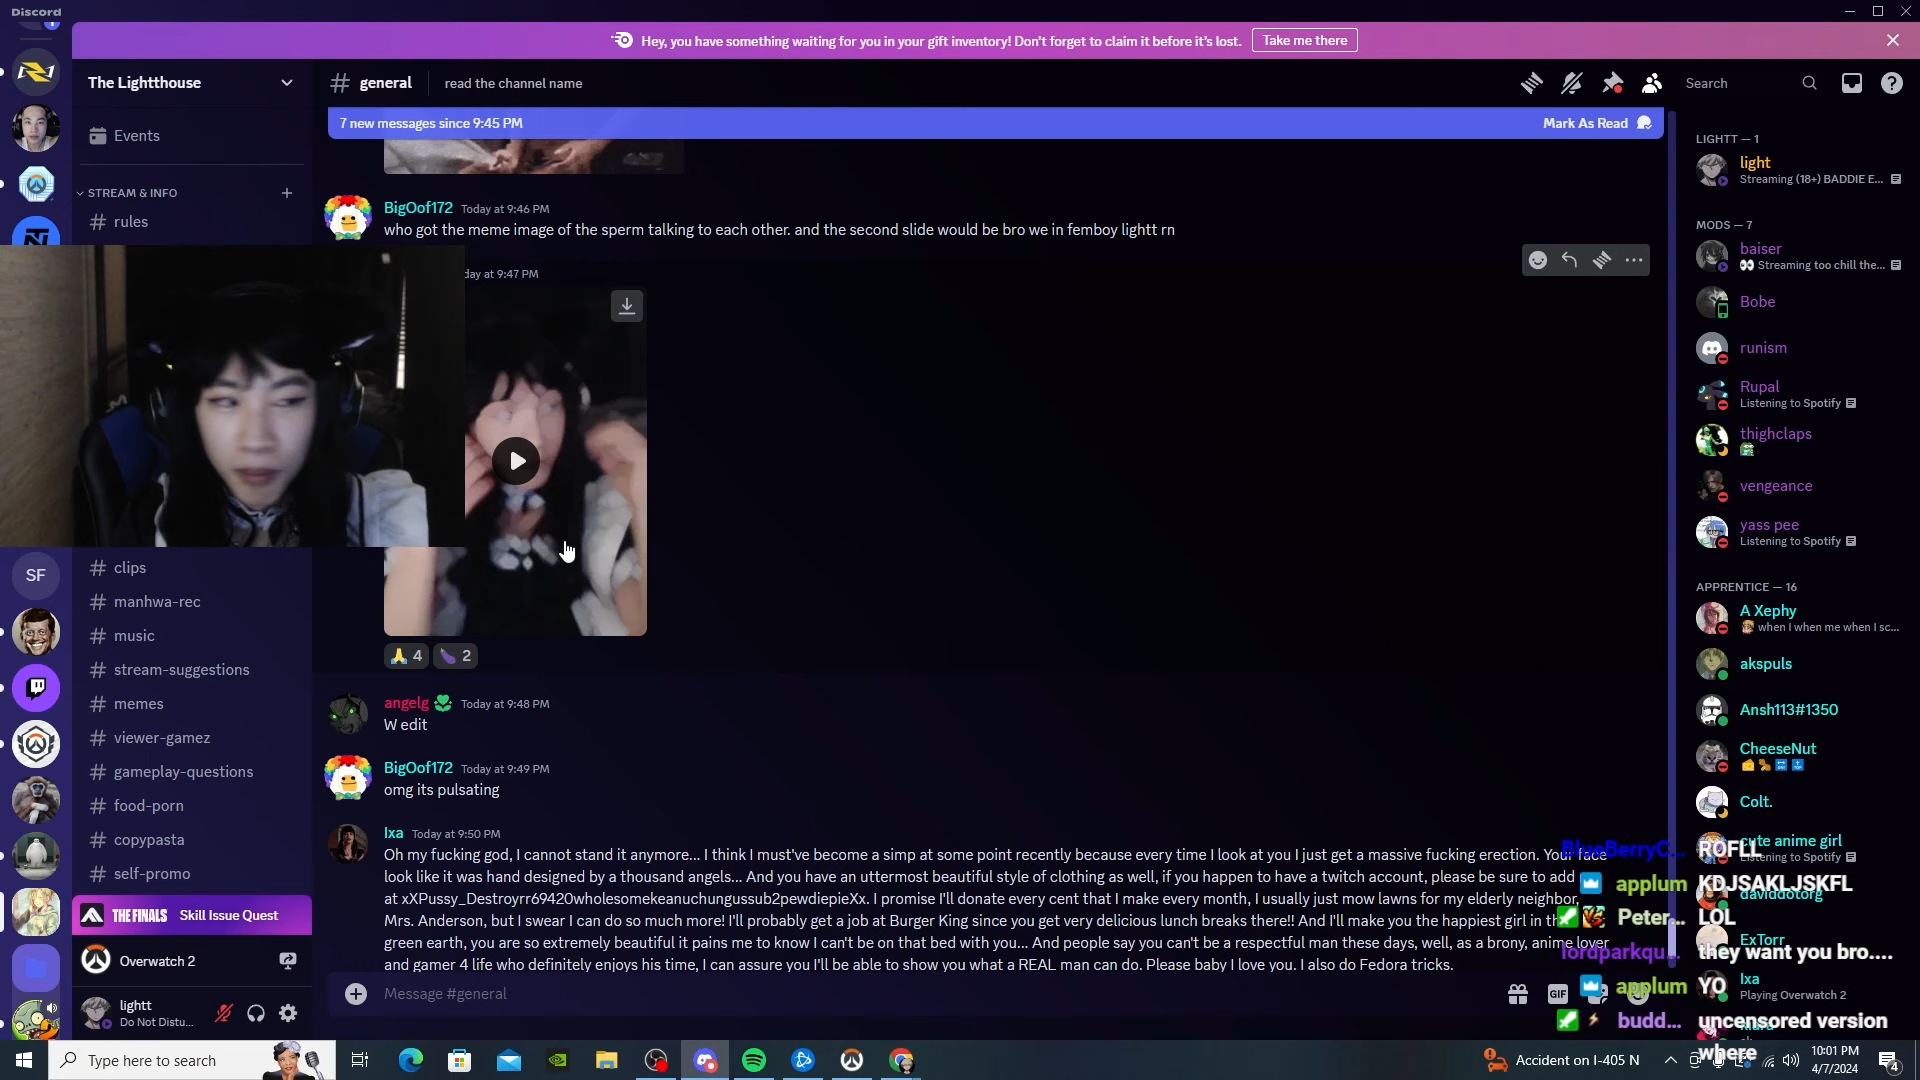 Discord
Hey, you have something waiting for you in your gift inventory! Don't forget to claim it before it's lost.
Take me there
The Lightthouse
general
read the channel name
Search
7 new messages since 9:45 PM
Mark As Read
Events
STREAM & INFO
rules
BigOof172 Today at 9:46 PM
who got the meme image of the sperm talking to each other. and the second slide would be bro we in femboy lightt rn
day at 9:47 PM
4
2
angelg Today at 9:48 PM
W edit
BigOof172 Today at 9:49 PM
omg its pulsating
Ixa Today at 9:50 PM
Oh my fucking god, I cannot stand it anymore... I think I must've become a simp at some point recently because every time I look at you I just get a massive fucking erection. Your face
look like it was hand designed by a thousand angels... And you have an uttermost beautiful style of clothing as well, if you happen to have a twitch account, please be sure to add
at xXPussy_Destroyrr69420wholesomekeanuchungussub2pewdiepieXx. I promise I'll donate every cent that I make every month, I usually just mow lawns for my elderly neighbor,
Mrs. Anderson, but I swear I can do so much more! I'll probably get a job at Burger King since you get very delicious lunch breaks there!! And I'll make you the happiest girl in th
green earth, you are so extremely beautiful it pains me to know I can't be on that bed with you... And people say you can't be a respectful man these days, well, as a brony, anime lover
and gamer 4 life who definitely enjoys his time, I can assure you I'll be able to show you what a REAL man can do. Please baby I love you. I also do Fedora tricks.
Message #general
GIF
SF
clips
manhwa-rec
music
stream-suggestions
memes
viewer-gamez
gameplay-questions
food-porn
copypasta
self-promo
THE FINALS Skill Issue Quest
Overwatch 2
lightt
Do Not Distu...
LIGHTT — 1
light
Streaming (18+) BADDIE E...
MODS — 7
baiser
Streaming too chill the...
Bobe
runism
Rupal
Listening to Spotify
thighclaps
vengeance
yass pee
Listening to Spotify
APPRENTICE — 16
A Xephy
when I when me when I sc...
akspuls
Ansh113#1350
CheeseNut
Colt.
cute anime girl
Listening to Spotify
daviddotorg
ExTorr
Ixa
Playing Overwatch 2
BlueBerryC... ROFLL
applum KDJSAKLJSKFL
Peter... LOL
lordparkqu... they want you bro....
applum YO
budd... uncensored version
where
Type here to search
Accident on I-405 N
10:01 PM
4/7/2024
4